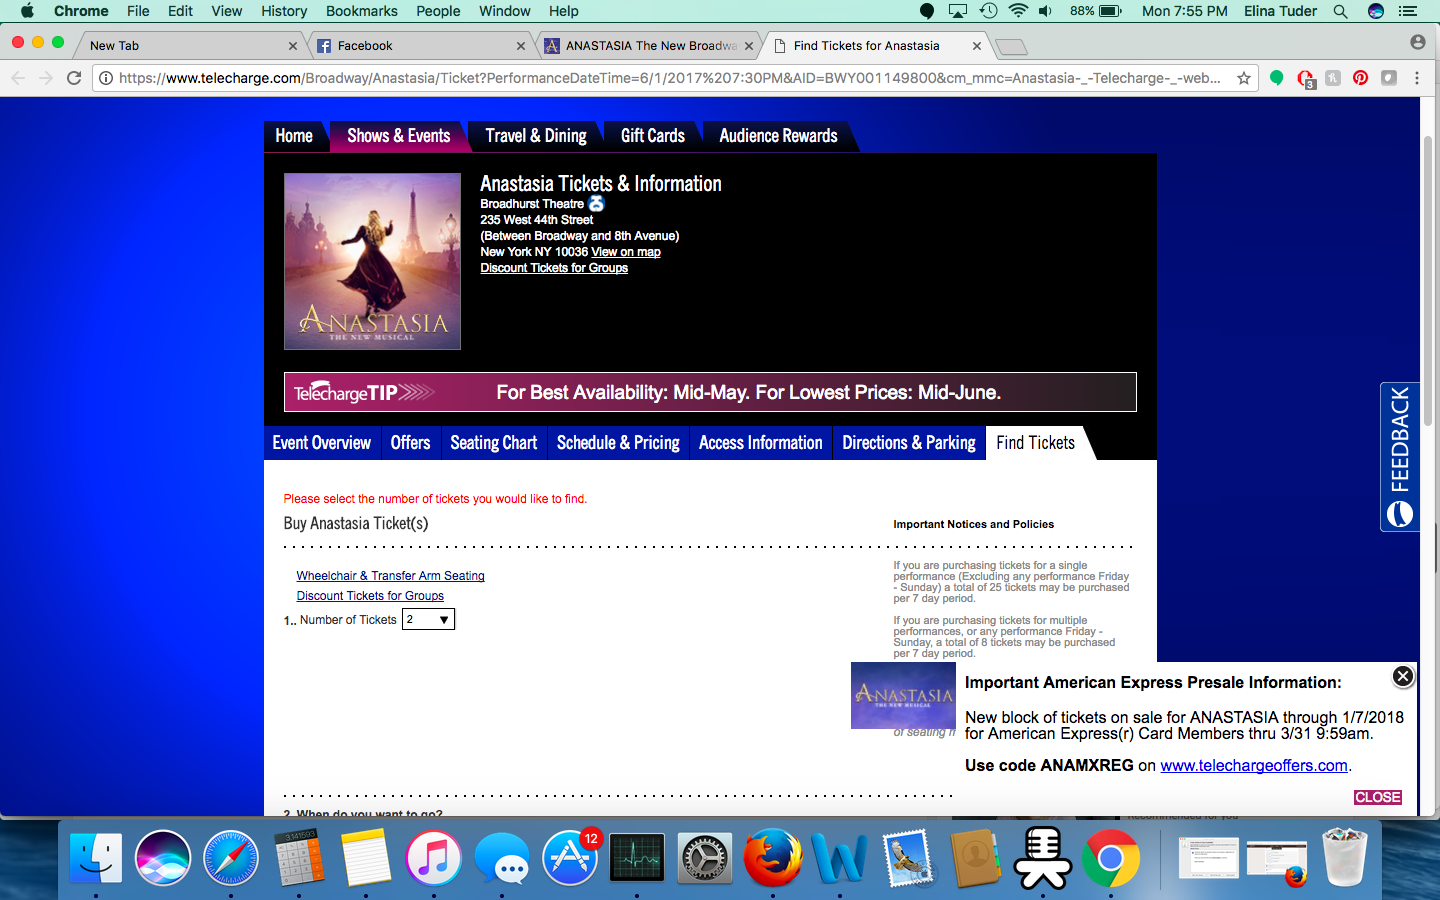 Chrome File Edit View History Bookmarks People Window Help 88% Mon 7:55 PM Elina Tuder
New Tab Facebook ANASTASIA The New Broadwa Find Tickets for Anastasia
https://www.telecharge.com/Broadway/Anastasia/Ticket?PerformanceDateTime=6/1/2017%207:30PM&AID=BWY001149800&cm_mmc=Anastasia-_-Telecharge-_-web... 3
Home Shows & Events Travel & Dining Gift Cards Audience Rewards
ANASTASIA
THE NEW MUSICAL
Anastasia Tickets & Information
Broadhurst Theatre
235 West 44th Street
(Between Broadway and 8th Avenue)
New York NY 10036 View on map
Discount Tickets for Groups
TelechargeTIP For Best Availability: Mid-May. For Lowest Prices: Mid-June.
Event Overview Offers Seating Chart Schedule & Pricing Access Information Directions & Parking Find Tickets
FEEDBACK
Please select the number of tickets you would like to find.
Buy Anastasia Ticket(s)
Wheelchair & Transfer Arm Seating
Discount Tickets for Groups
1.. Number of Tickets 2
2. When do you want to go?
Important Notices and Policies
If you are purchasing tickets for a single
performance (Excluding any performance Friday
- Sunday) a total of 25 tickets may be purchased
per 7 day period.
If you are purchasing tickets for multiple
performances, or any performance Friday -
Sunday, a total of 8 tickets may be purchased
per 7 day period.
of seating
ANASTASIA
THE NEW MUSICAL
Important American Express Presale Information:
New block of tickets on sale for ANASTASIA through 1/7/2018
for American Express(r) Card Members thru 3/31 9:59am.
Use code ANAMXREG on www.telechargeoffers.com.
CLOSE
Recommended for you
3.141593
12